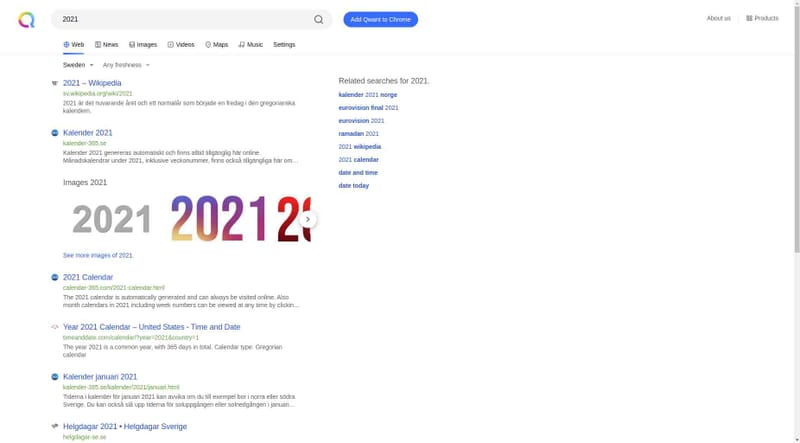 2021
Add Qwant to Chrome
About us
Products
Web
News
Images
Videos
Maps
Music
Settings
Sweden
Any freshness
2021 – Wikipedia
sv.wikipedia.org/wiki/2021
2021 är det nuvarande året och ett normalår som började en fredag i den gregorianska
kalendern.
Kalender 2021
kalender-365.se
Kalender 2021 genereras automatiskt och finns alltid tillgänglig här online.
Månadskalendrar under 2021, inklusive veckonummer, finns också tillgängliga här om…
Images 2021
2021
2021
See more images of 2021.
2021 Calendar
calendar-365.com/2021-calendar.html
The 2021 calendar is automatically generated and can always be visited online. Also
month calendars in 2021 including week numbers can be viewed at any time by clickin…
Year 2021 Calendar – United States - Time and Date
timeanddate.com/calendar/?year=2021&country=1
The year 2021 is a common year, with 365 days in total. Calendar type: Gregorian
calendar
Kalender januari 2021
kalender-365.se/kalender/2021/januari.html
Tiderna i kalender för januari 2021 kan avvika om du till exempel bor i norra eller södra
Sverige. Du kan också slå upp tiderna för soluppgången eller solnedgången i januari…
Helgdagar 2021 • Helgdagar Sverige
helgdagar-se.se
Related searches for 2021.
kalender 2021 norge
eurovision final 2021
eurovision 2021
ramadan 2021
2021 wikipedia
2021 calendar
date and time
date today